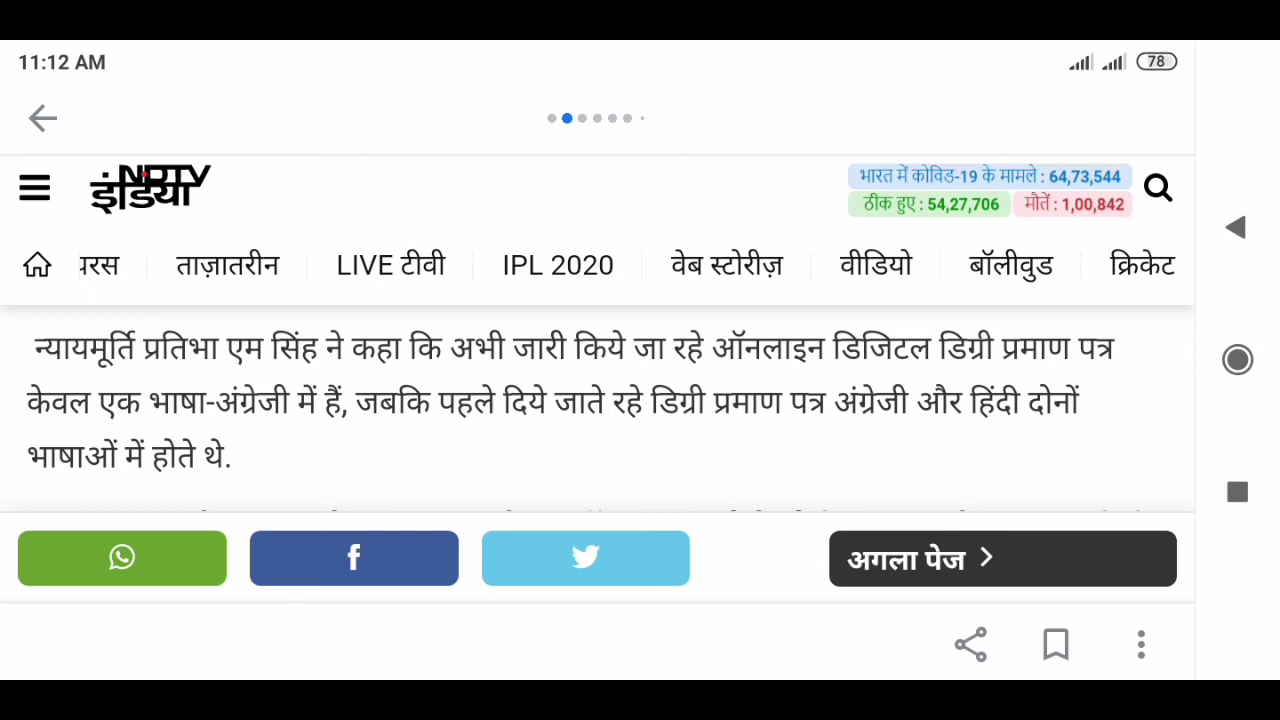 11:12 AM
78
NDTV
इंडिया
भारत में कोविड-19 के मामले : 64,73,544
ठीक हुए : 54,27,706 मौतें : 1,00,842
ताज़ातरीन LIVE टीवी IPL 2020 वेब स्टोरीज़ वीडियो बॉलीवुड क्रिकेट
न्यायमूर्ति प्रतिभा एम सिंह ने कहा कि अभी जारी किये जा रहे ऑनलाइन डिजिटल डिग्री प्रमाण पत्र
केवल एक भाषा-अंग्रेजी में हैं, जबकि पहले दिये जाते रहे डिग्री प्रमाण पत्र अंग्रेजी और हिंदी दोनों
भाषाओं में होते थे.
अगला पेज